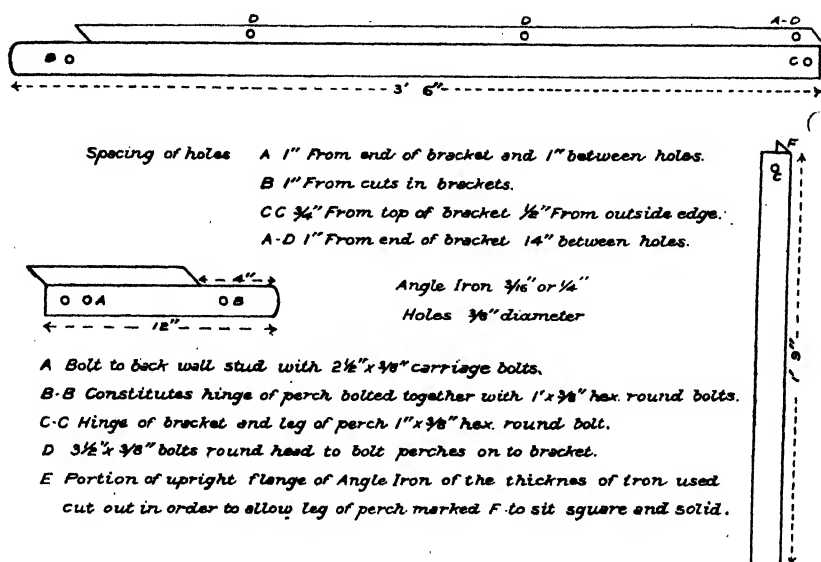 D D A-D
B C
3' 6"
Spacing of holes A 1" From end of bracket and 1" between holes.
B 1" From cuts in brackets.
CC 3/4" From top of bracket 1/2" From outside edge.
A-D 1" From end of bracket 14" between holes.
F
C
4"
A B
12"
Angle Iron 3/16" or 1/4"
Holes 3/8" diameter
1' 9"
A Bolt to back wall stud with 2 1/2" x 3/8" carriage bolts.
B-B Constitutes hinge of perch bolted together with 1' x 3/8" hex. round bolts.
C-C Hinge of bracket and leg of perch 1" x 3/8" hex. round bolt.
D 3 1/2" x 3/8" bolts round head to bolt perches on to bracket.
E Portion of upright flange of Angle Iron of the thicknes of iron used
cut out in order to allow leg of perch marked F to sit square and solid.